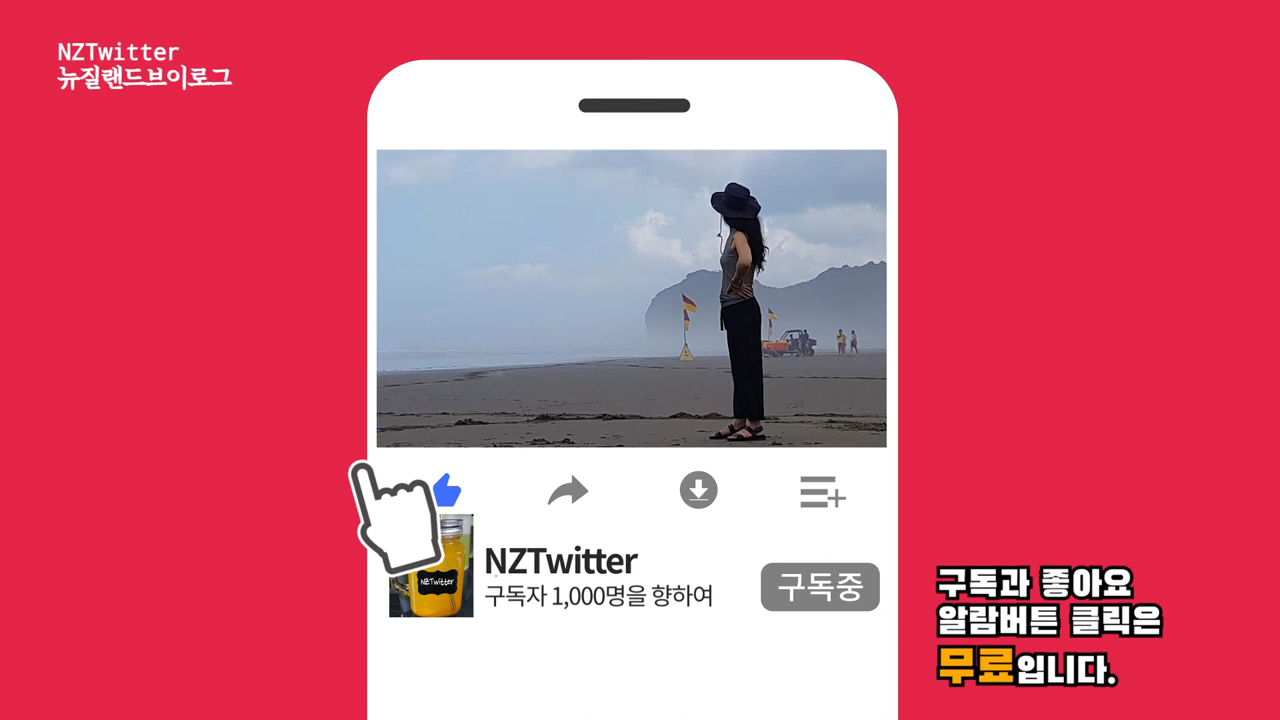 NZTwitter
뉴질랜드브이로그
NZTwitter
NZTwitter
구독자 1,000명을 향하여
구독중
구독과 좋아요
알람버튼 클릭은
무료입니다.